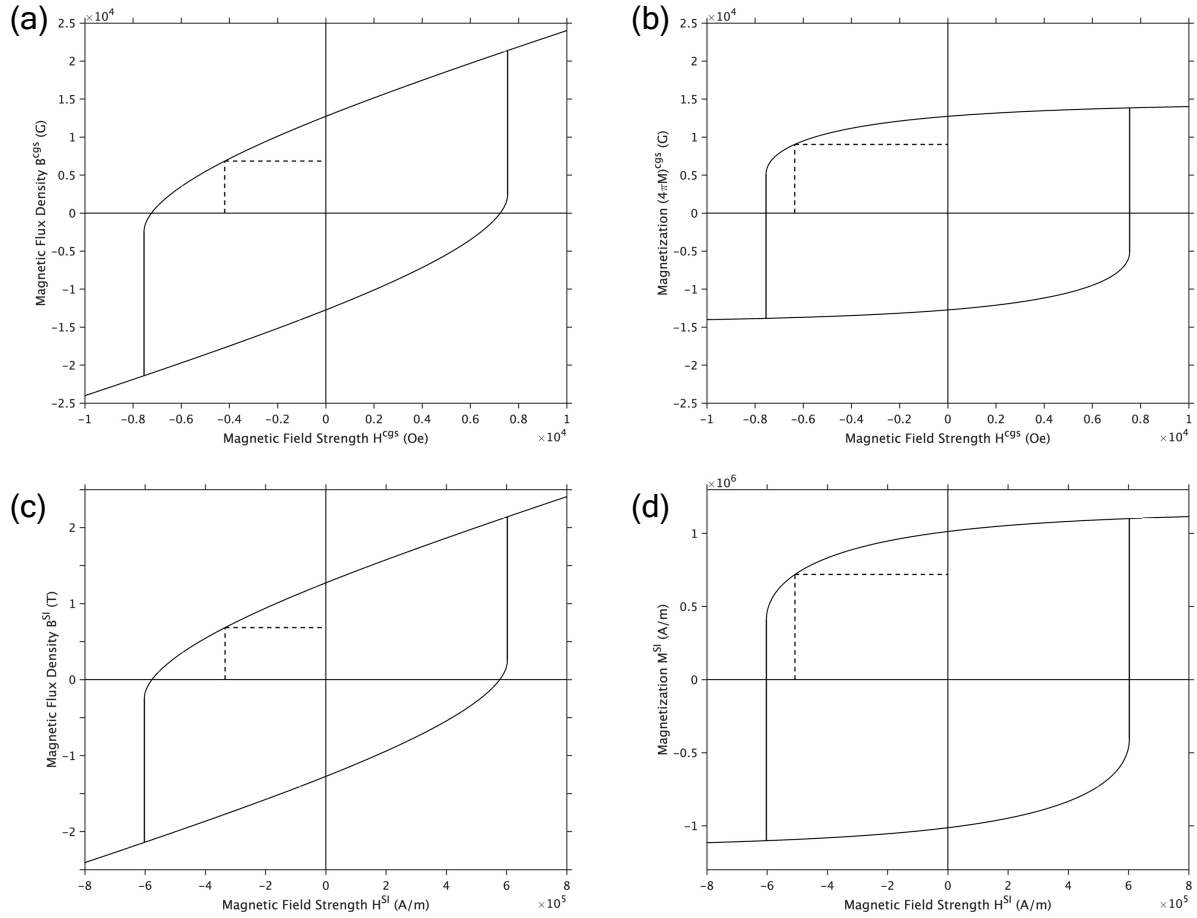 (a)
×10⁴
2.5
2
1.5
1
0.5
0
−0.5
−1
−1.5
−2
−2.5
Magnetic Flux Density Bᶜᵍˢ (G)
−1 −0.8 −0.6 −0.4 −0.2 0 0.2 0.4 0.6 0.8 1
Magnetic Field Strength Hᶜᵍˢ (Oe)
×10⁴
(b)
×10⁴
2.5
2
1.5
1
0.5
0
−0.5
−1
−1.5
−2
−2.5
Magnetization (4πM)ᶜᵍˢ (G)
−1 −0.8 −0.6 −0.4 −0.2 0 0.2 0.4 0.6 0.8 1
Magnetic Field Strength Hᶜᵍˢ (Oe)
×10⁴
(c)
2
1
0
−1
−2
Magnetic Flux Density Bˢᴵ (T)
−8 −6 −4 −2 0 2 4 6 8
Magnetic Field Strength Hˢᴵ (A/m)
×10⁵
(d)
×10⁶
1
0.5
0
−0.5
−1
Magnetization Mˢᴵ (A/m)
−8 −6 −4 −2 0 2 4 6 8
Magnetic Field Strength Hˢᴵ (A/m)
×10⁵